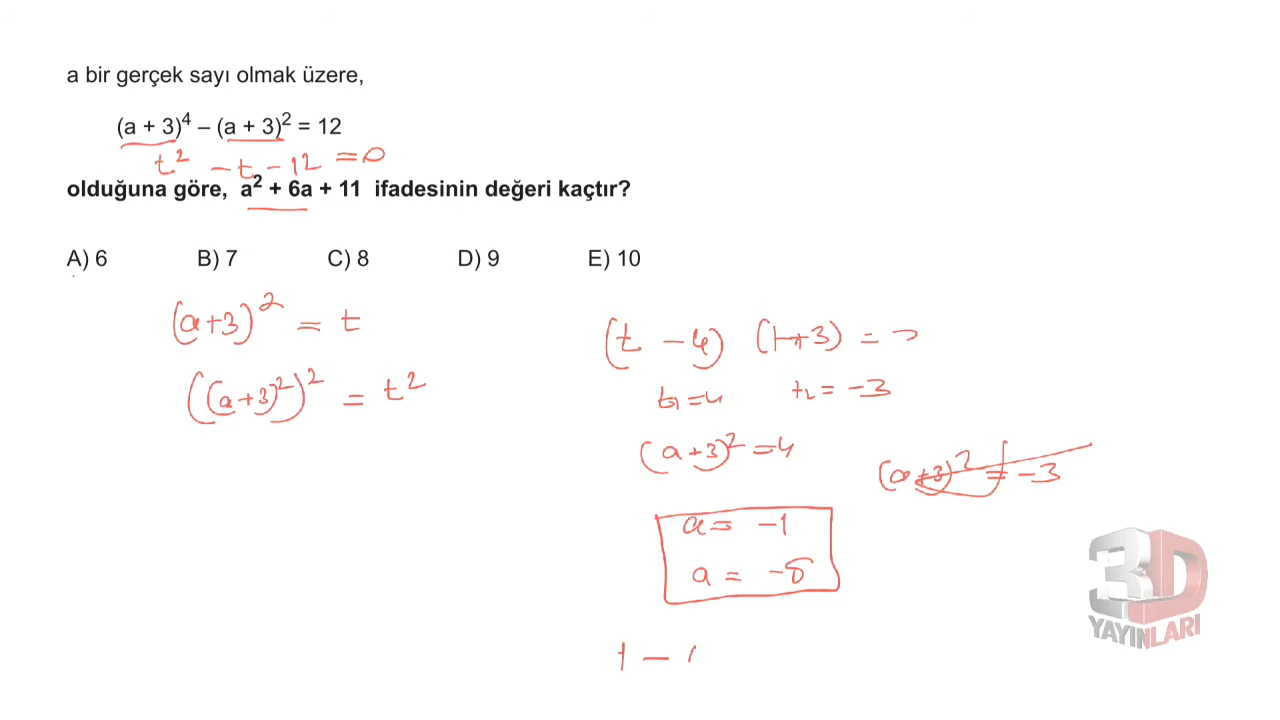 a bir gerçek sayı olmak üzere,
(a + 3)⁴ – (a + 3)² = 12
t² – t – 12 = 0
olduğuna göre, a² + 6a + 11 ifadesinin değeri kaçtır?
A) 6 B) 7 C) 8 D) 9 E) 10
(a+3)² = t
((a+3)²)² = t²
(t – 4) (t+3) =
t₁ = 4 t₂ = –3
(a+3)² = 4
(a+3)² = –3
a = –1
a = –5
1 –
3D
YAYINLARI